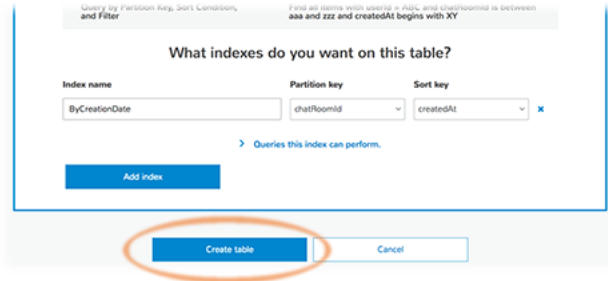 Query by Partition Key, Sort Condition, Find all items with userId = ABC and chatRoomId is between
and Filter aaa and zzz and createdAt begins with XY
What indexes do you want on this table?
Index name Partition key Sort key
ByCreationDate chatRoomId createdAt
Queries this index can perform.
Add index
Create table Cancel